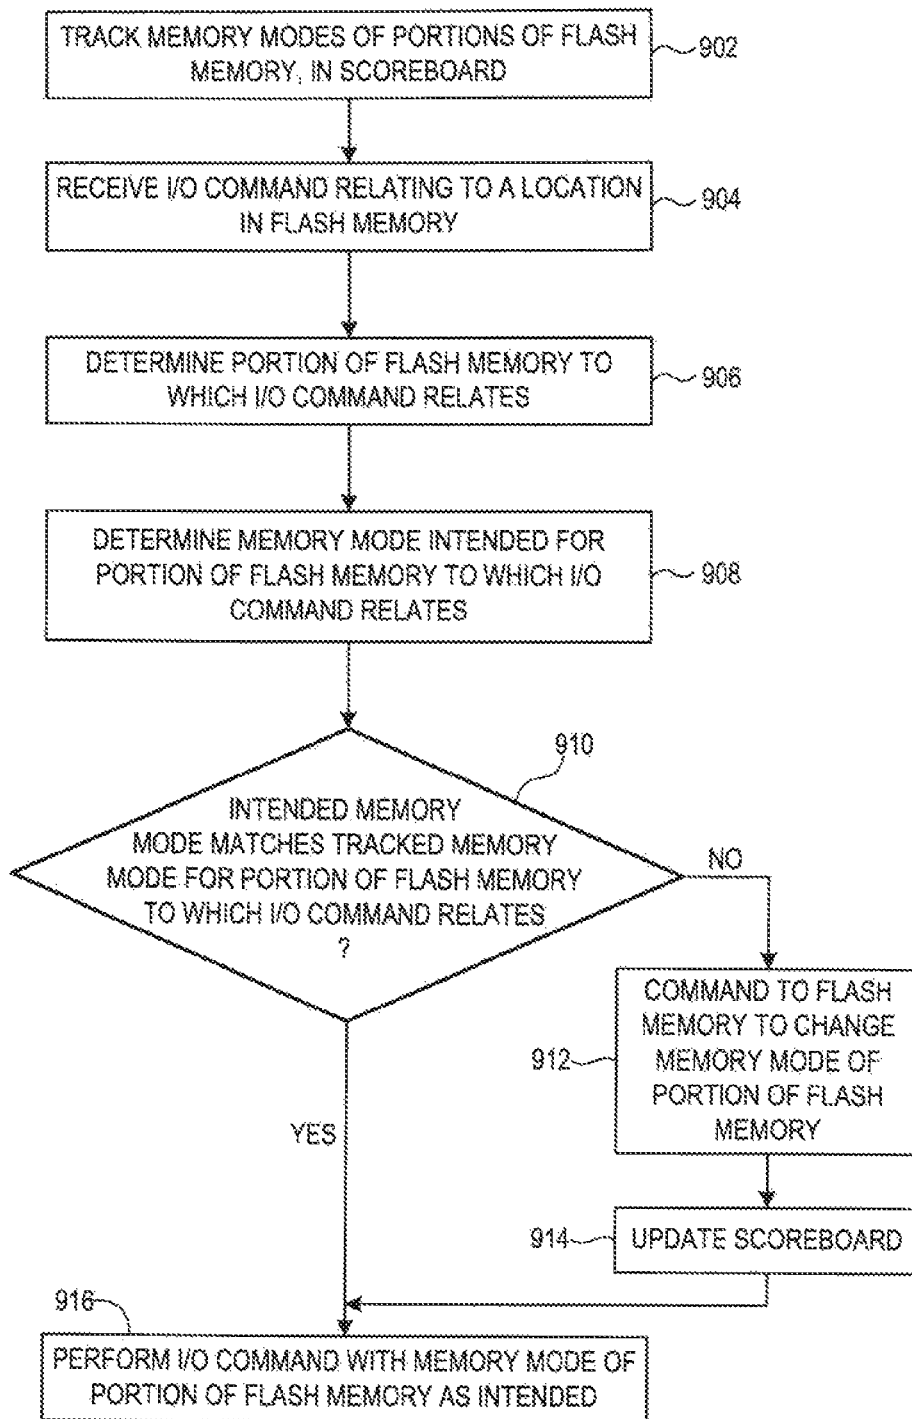 TRACK MEMORY MODES OF PORTIONS OF FLASH
MEMORY, IN SCOREBOARD
902
RECEIVE I/O COMMAND RELATING TO A LOCATION
IN FLASH MEMORY
904
DETERMINE PORTION OF FLASH MEMORY TO
WHICH I/O COMMAND RELATES
906
DETERMINE MEMORY MODE INTENDED FOR
PORTION OF FLASH MEMORY TO WHICH I/O
COMMAND RELATES
908
910
INTENDED MEMORY
MODE MATCHES TRACKED MEMORY
MODE FOR PORTION OF FLASH MEMORY
TO WHICH I/O COMMAND RELATES
?
NO
COMMAND TO FLASH
MEMORY TO CHANGE
MEMORY MODE OF
PORTION OF FLASH
MEMORY
912
YES
914
UPDATE SCOREBOARD
916
PERFORM I/O COMMAND WITH MEMORY MODE OF
PORTION OF FLASH MEMORY AS INTENDED